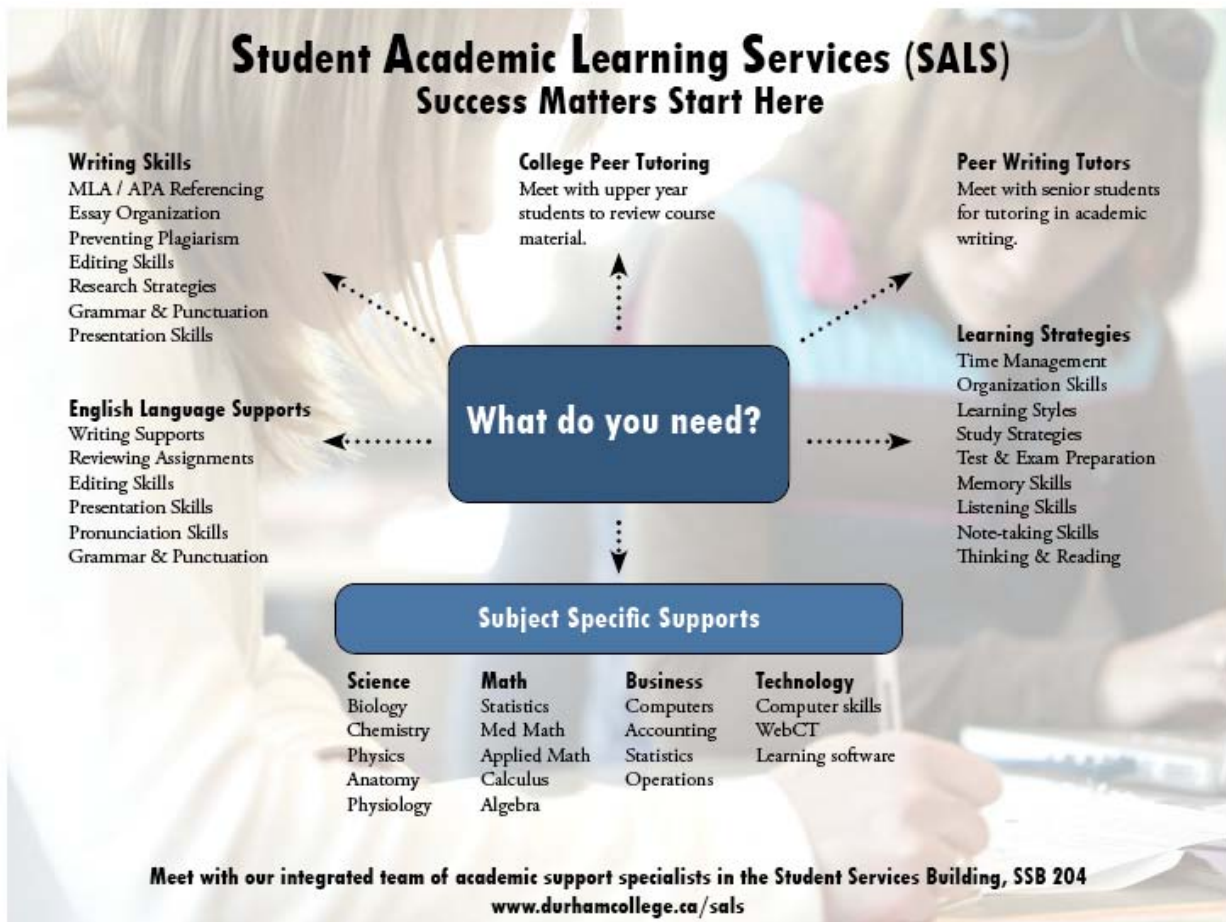 Student Academic Learning Services (SALS)
Success Matters Start Here
Writing Skills
MLA / APA Referencing
Essay Organization
Preventing Plagiarism
Editing Skills
Research Strategies
Grammar & Punctuation
Presentation Skills
College Peer Tutoring
Meet with upper year
students to review course
material.
Peer Writing Tutors
Meet with senior students
for tutoring in academic
writing.
English Language Supports
Writing Supports
Reviewing Assignments
Editing Skills
Presentation Skills
Pronunciation Skills
Grammar & Punctuation
What do you need?
Learning Strategies
Time Management
Organization Skills
Learning Styles
Study Strategies
Test & Exam Preparation
Memory Skills
Listening Skills
Note-taking Skills
Thinking & Reading
Subject Specific Supports
Science
Biology
Chemistry
Physics
Anatomy
Physiology
Math
Statistics
Med Math
Applied Math
Calculus
Algebra
Business
Computers
Accounting
Statistics
Operations
Technology
Computer skills
WebCT
Learning software
Meet with our integrated team of academic support specialists in the Student Services Building, SSB 204
www.durhamcollege.ca/sals